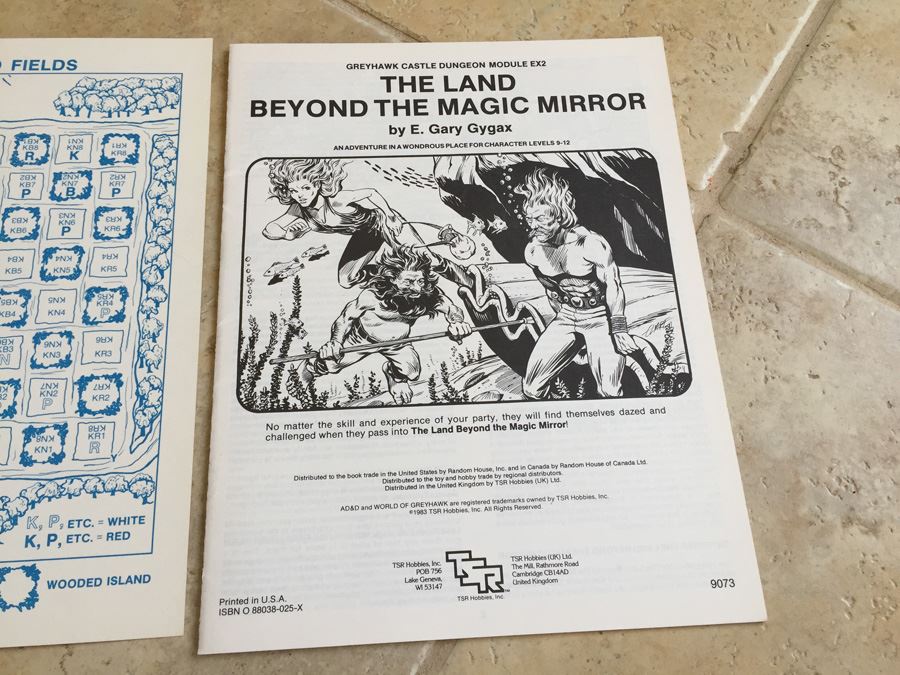 FIELDS
KB8
R
KN8
K
KR8
KB7
P
KN7
B
KR7
P
KB6
KN6
P
KR6
KB5
KN5
KR5
KB4
KN4
KR4
P
KB3
N
KN3
KR3
KN2
P
KR2
KN1
KR1
R
K, P, ETC. = WHITE
K, P, ETC. = RED
WOODED ISLAND
GREYHAWK CASTLE DUNGEON MODULE EX2
THE LAND
BEYOND THE MAGIC MIRROR
by E. Gary Gygax
AN ADVENTURE IN A WONDROUS PLACE FOR CHARACTER LEVELS 9-12
No matter the skill and experience of your party, they will find themselves dazed and
challenged when they pass into The Land Beyond the Magic Mirror!
Distributed to the book trade in the United States by Random House, Inc. and in Canada by Random House of Canada Ltd.
Distributed to the toy and hobby trade by regional distributors.
Distributed in the United Kingdom by TSR Hobbies (UK) Ltd.
AD&D and WORLD OF GREYHAWK are registered trademarks owned by TSR Hobbies, Inc.
©1983 TSR Hobbies, Inc. All Rights Reserved.
TSR Hobbies, Inc.
POB 756
Lake Geneva,
WI 53147
TSR™
TSR Hobbies, Inc.
TSR Hobbies (UK) Ltd.
The Mill, Rathmore Road
Cambridge CB14AD
United Kingdom
Printed in U.S.A.
ISBN O 88038-025-X
9073